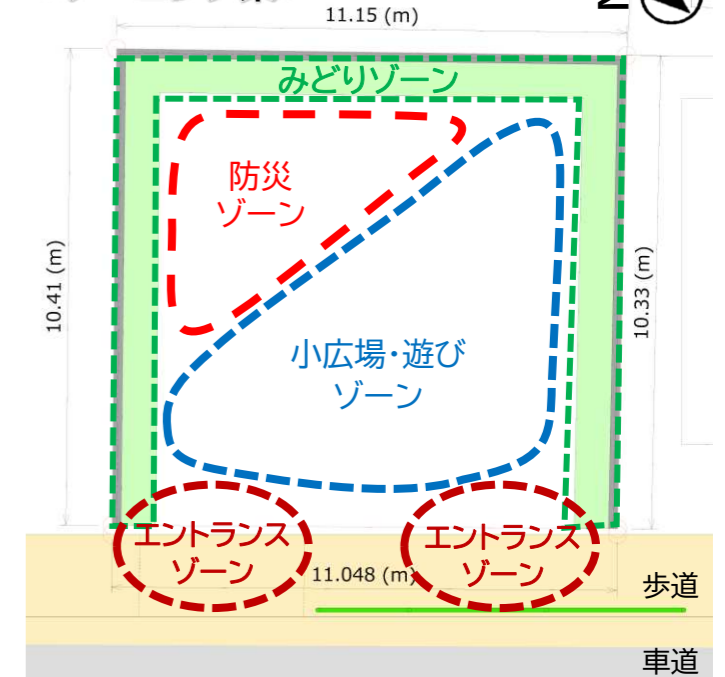 11.15 (m)
みどりゾーン
防災
ゾーン
10.41 (m)
10.33 (m)
小広場・遊び
ゾーン
エントランス
ゾーン
エントランス
ゾーン
11.048 (m)
歩道
車道